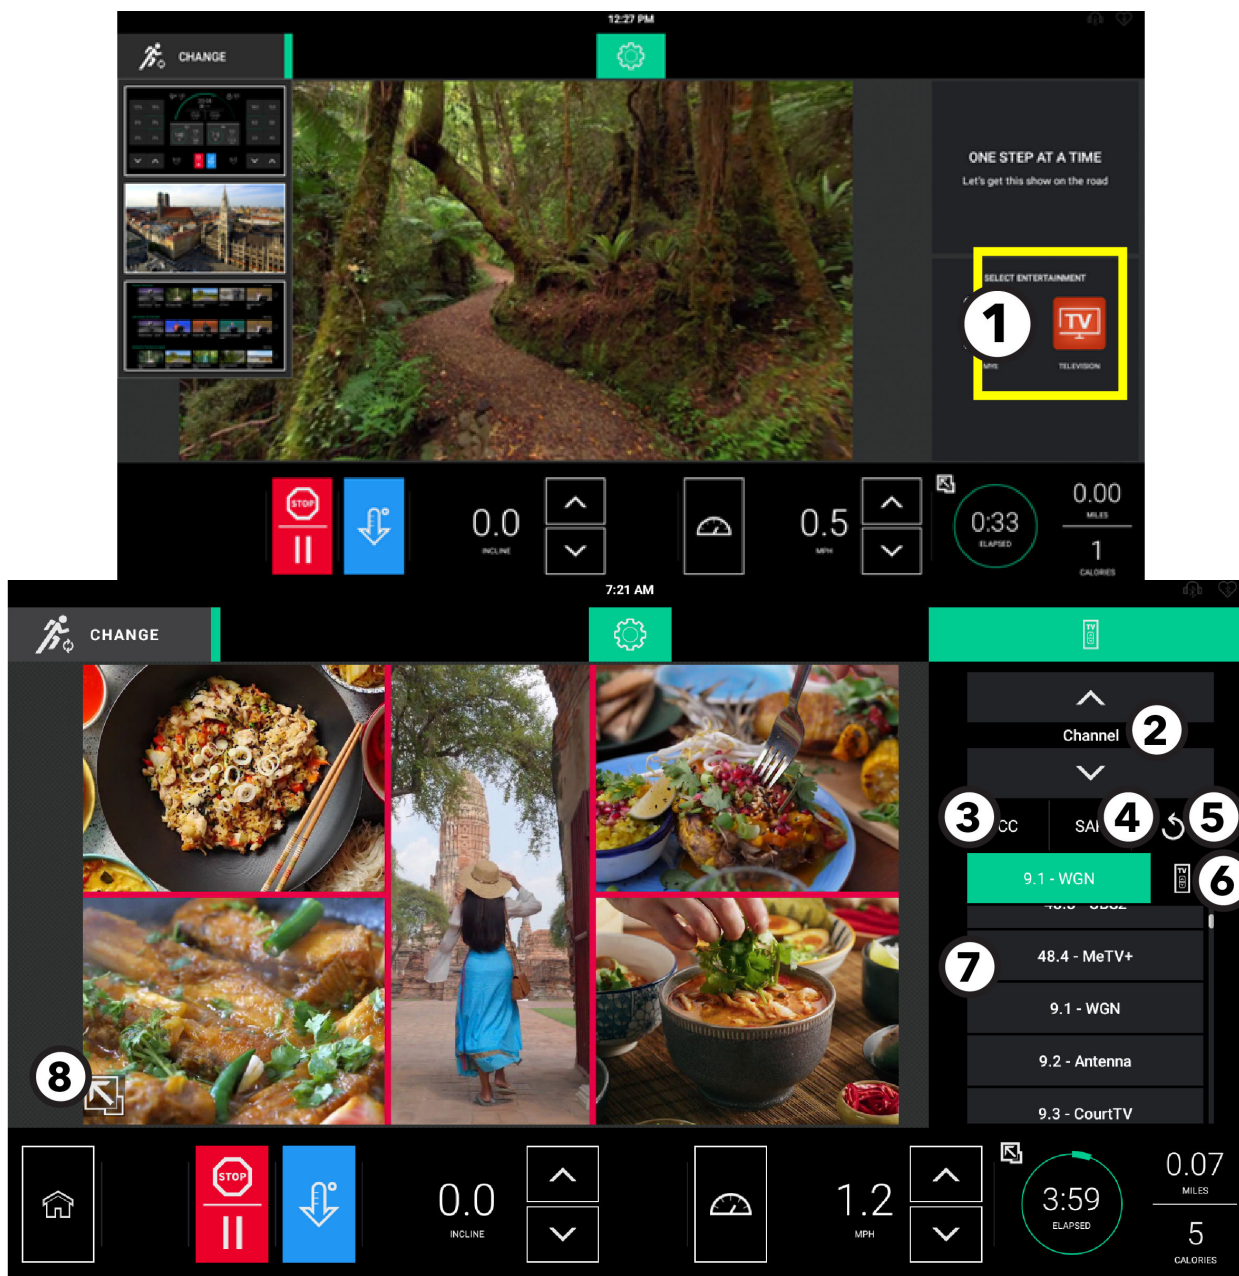 12:27 PM
CHANGE
ONE STEP AT A TIME
Let's get this show on the road
SELECT ENTERTAINMENT
1
TV
MYE
TELEVISION
STOP
0.0
INCLINE
0.5
MPH
0:33
ELAPSED
0.00
MILES
1
CALORIES
7:21 AM
CHANGE
TV
Channel
2
3
CC
4
5
9.1 - WGN
TV
6
7
48.4 - MeTV+
9.1 - WGN
9.2 - Antenna
9.3 - CourtTV
8
STOP
0.0
INCLINE
1.2
MPH
3:59
ELAPSED
0.07
MILES
5
CALORIES